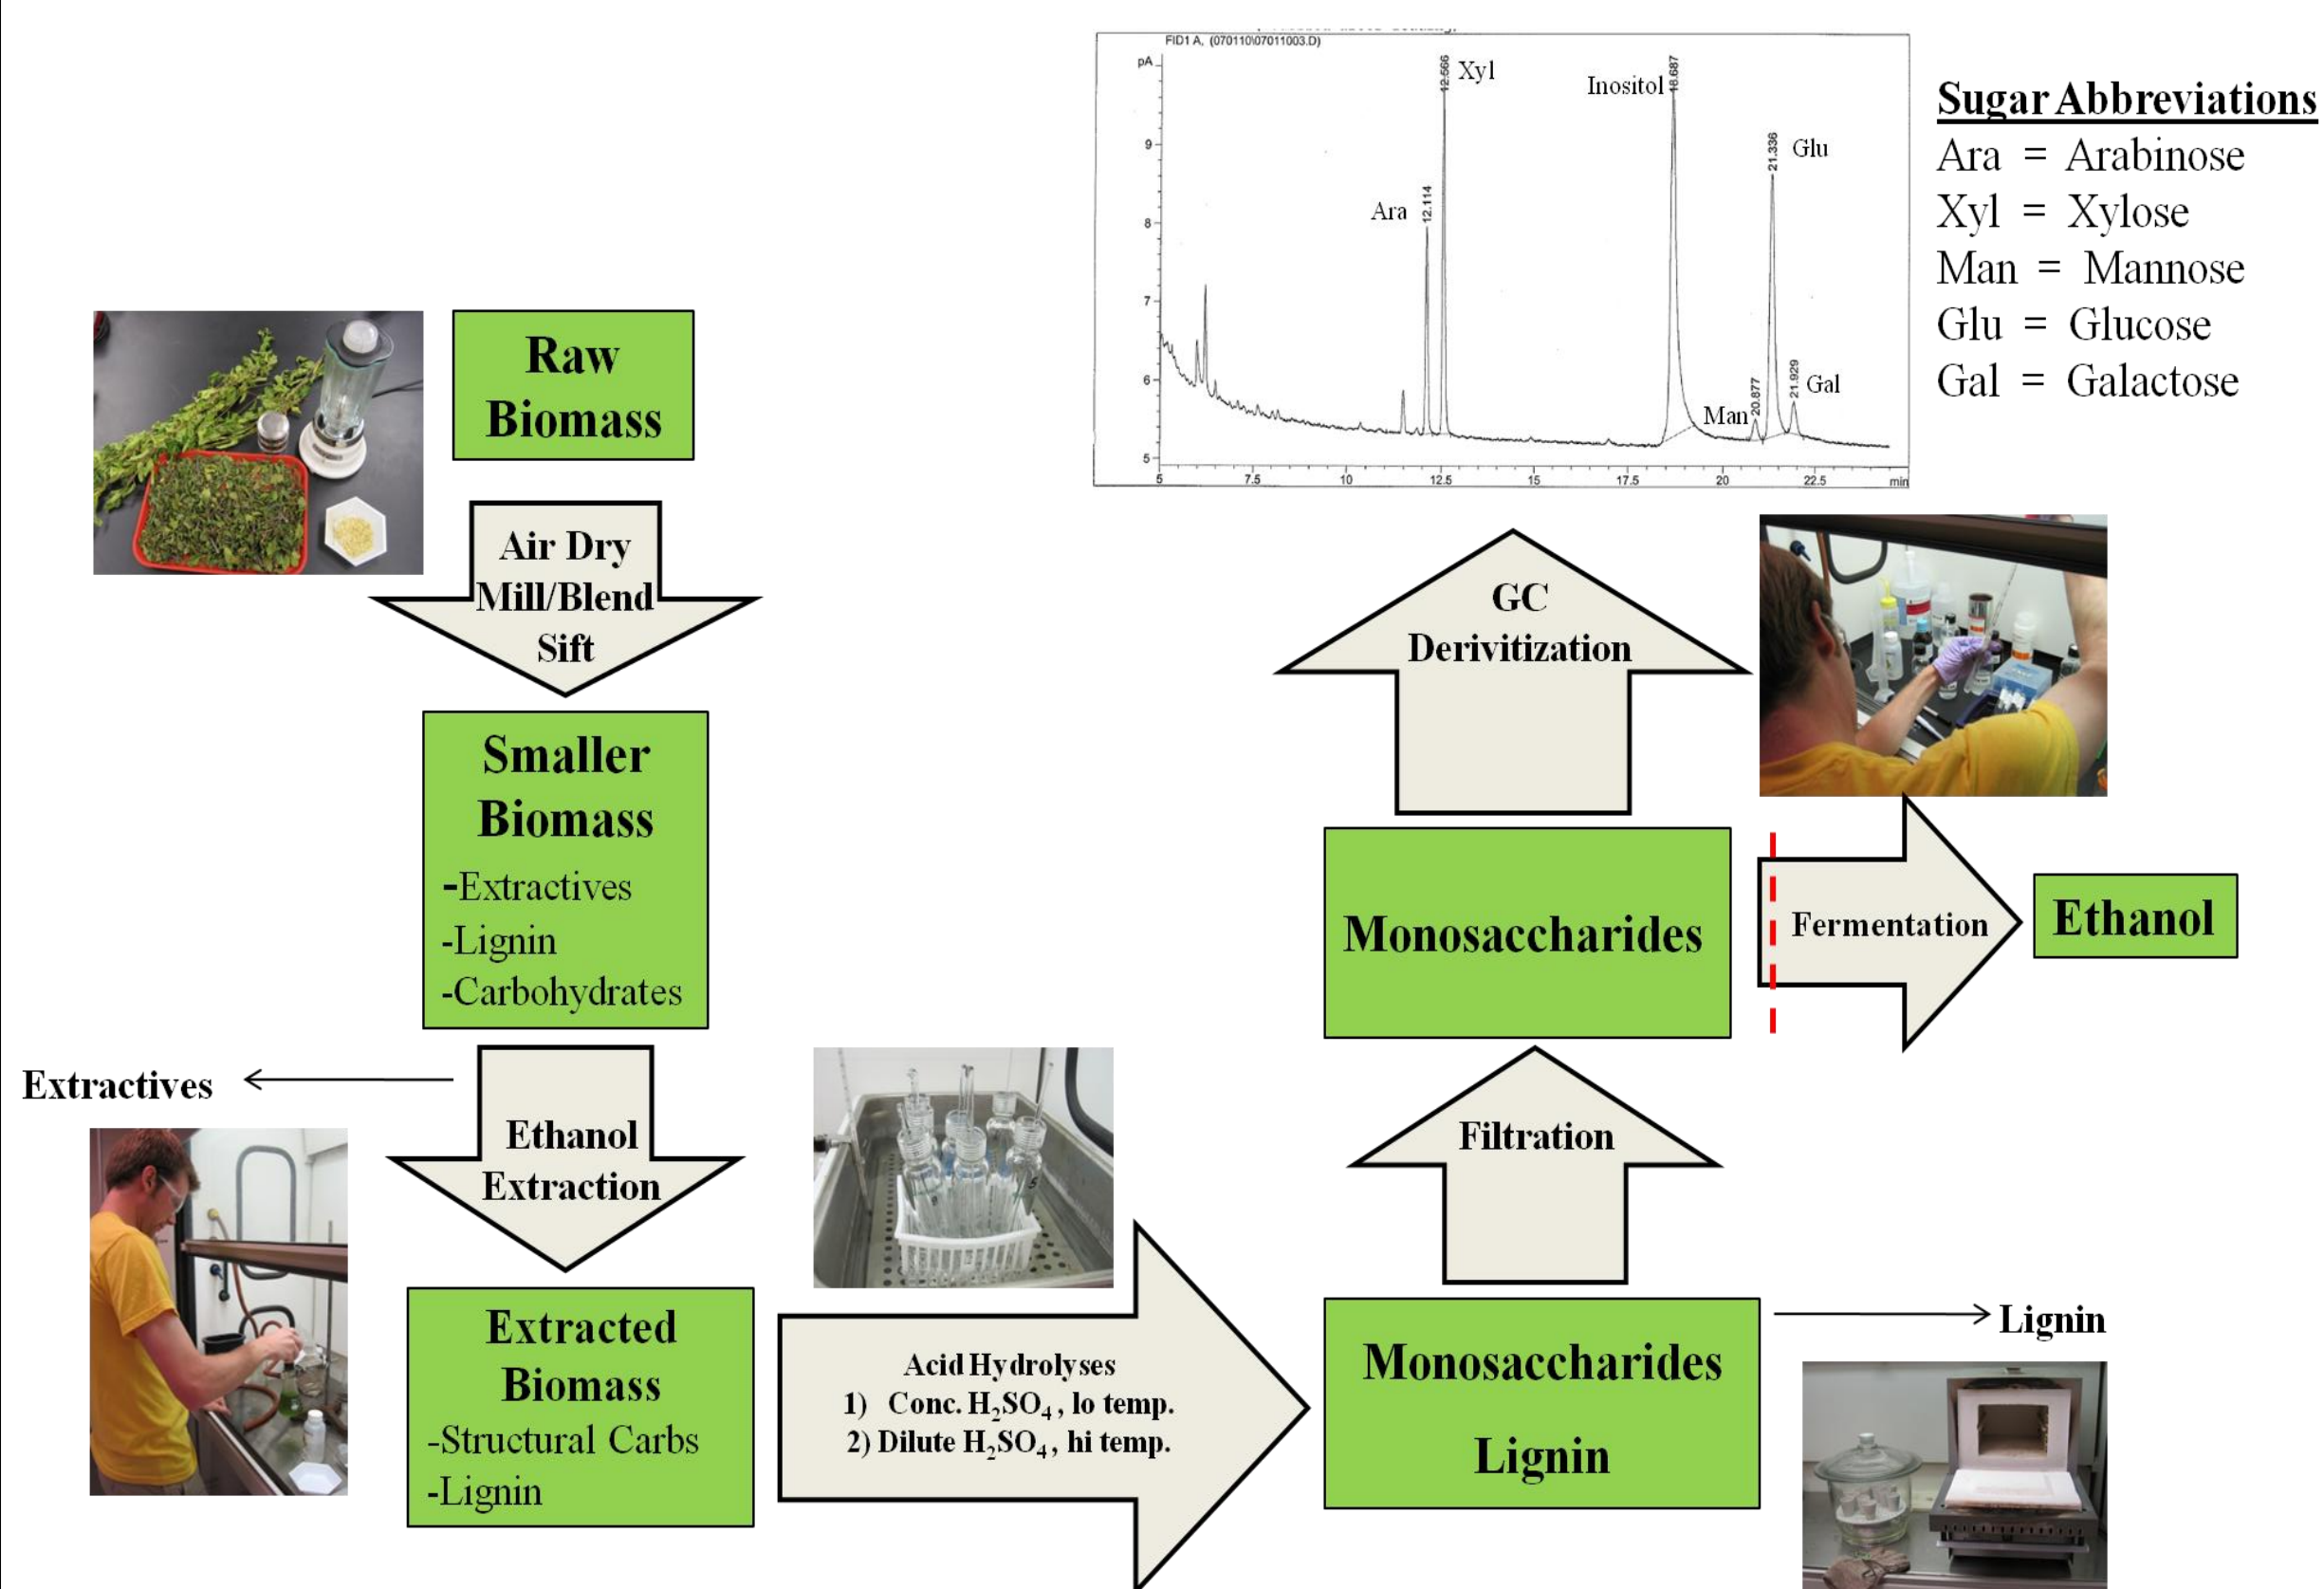 FID1 A, (070110\07011003.D)
pA
9
8
7
6
5
5
7.5
10
12.5
15
17.5
20
22.5
min
Ara
12.114
12.566
Xyl
Inositol
18.687
Man
20.877
21.336
Glu
21.929
Gal
Sugar Abbreviations
Ara = Arabinose
Xyl = Xylose
Man = Mannose
Glu = Glucose
Gal = Galactose
Raw
Biomass
Air Dry
Mill/Blend
Sift
Smaller
Biomass
-Extractives
-Lignin
-Carbohydrates
Extractives
Ethanol
Extraction
Extracted
Biomass
-Structural Carbs
-Lignin
Acid Hydrolyses
1) Conc. H₂SO₄, lo temp.
2) Dilute H₂SO₄, hi temp.
Monosaccharides
Lignin
Lignin
Filtration
Monosaccharides
Fermentation
Ethanol
GC
Derivitization
5